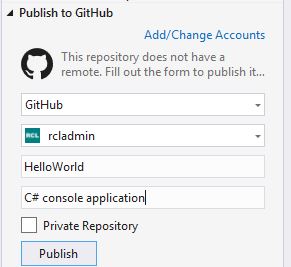 Publish to GitHub
Add/Change Accounts
This repository does not have a
remote. Fill out the form to publish it...
GitHub
RCL rcladmin
HelloWorld
C# console application
Private Repository
Publish